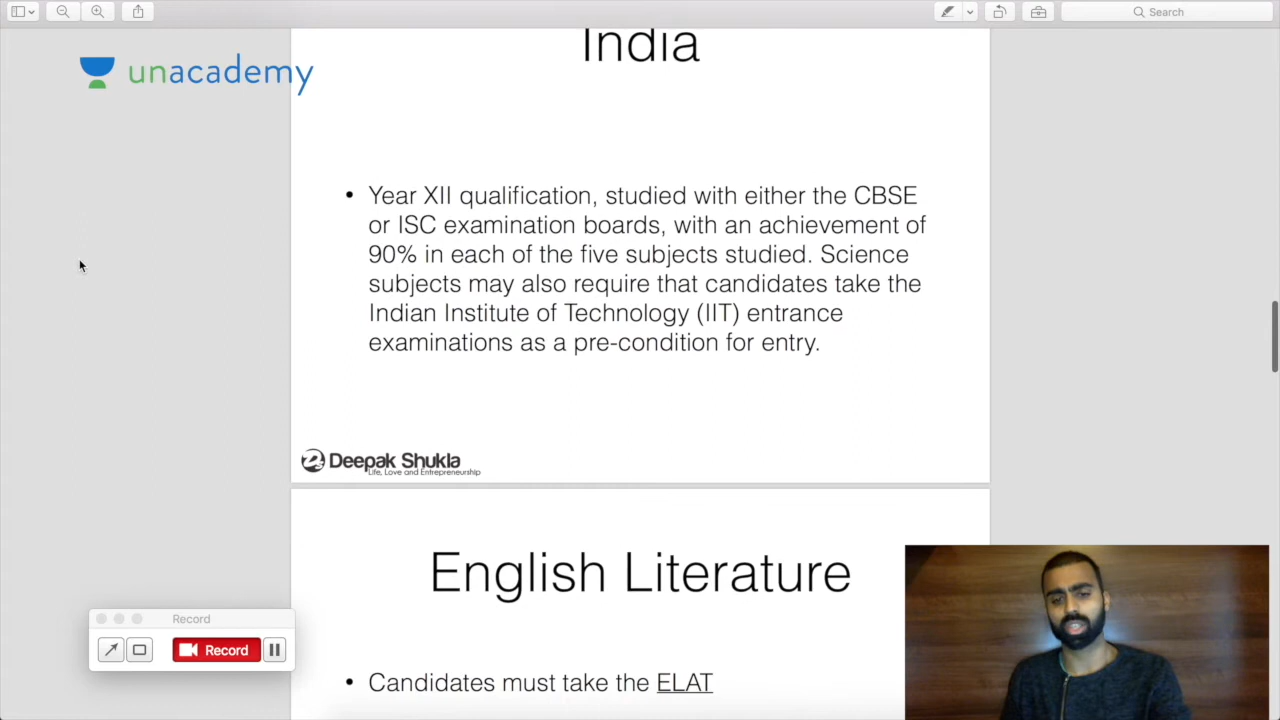 Search
India
unacademy
• Year XII qualification, studied with either the CBSE
or ISC examination boards, with an achievement of
90% in each of the five subjects studied. Science
subjects may also require that candidates take the
Indian Institute of Technology (IIT) entrance
examinations as a pre-condition for entry.
Deepak Shukla
Life, Love and Entrepreneurship
English Literature
Record
Record
• Candidates must take the ELAT